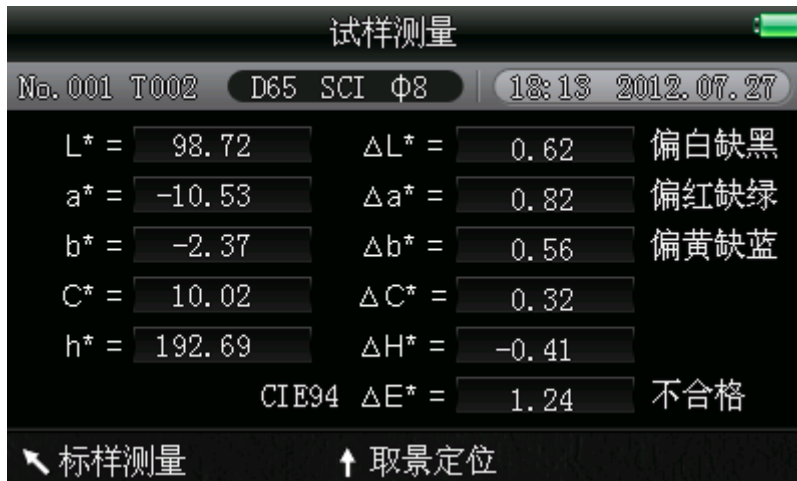 试样测量
No.001 T002 D65 SCI Φ8 18:13 2012.07.27
L* = 98.72 ΔL* = 0.62 偏白缺黑
a* = -10.53 Δa* = 0.82 偏红缺绿
b* = -2.37 Δb* = 0.56 偏黄缺蓝
C* = 10.02 ΔC* = 0.32
h* = 192.69 ΔH* = -0.41
CIE94 ΔE* = 1.24 不合格
标样测量 取景定位